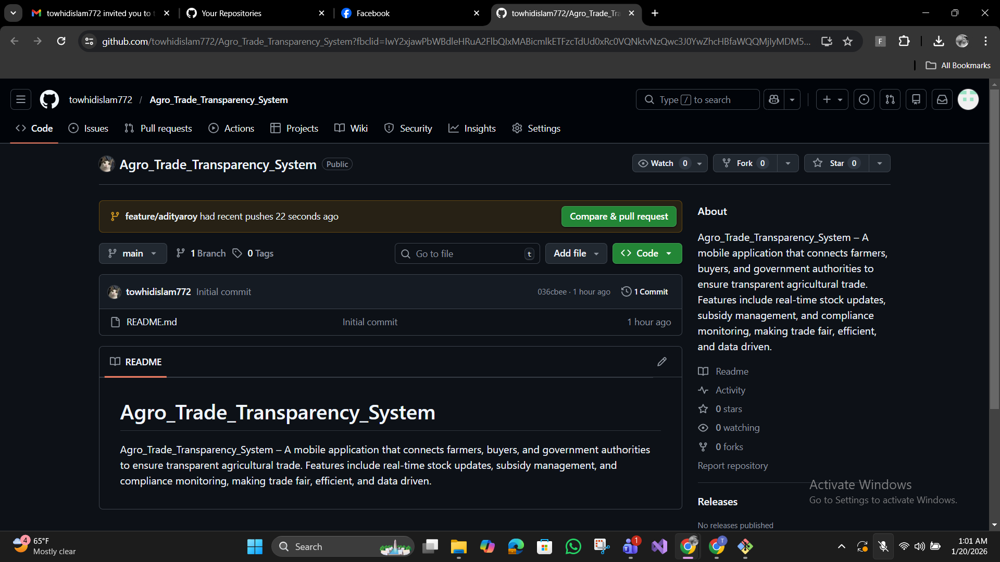 towhidislam772 invited you to
Your Repositories
Facebook
towhidislam772/Agro_Trade_Tra
github.com/towhidislam772/Agro_Trade_Transparency_System?fbclid=IwY2xjawPbWBdleHRuA2FlbQIxMABicmlkETFzcTdUd0xRc0VQNktvNzQwc3J0YwZhcHBfaWQQMjIyMDM5...
F
All Bookmarks
towhidislam772 / Agro_Trade_Transparency_System
Type / to search
Code
Issues
Pull requests
Actions
Projects
Wiki
Security
Insights
Settings
Agro_Trade_Transparency_System Public
Watch 0
Fork 0
Star 0
feature/adityaroy had recent pushes 22 seconds ago
Compare & pull request
main
1 Branch
0 Tags
Go to file t
Add file
Code
towhidislam772 Initial commit
036cbee · 1 hour ago
1 Commit
README.md Initial commit 1 hour ago
README
Agro_Trade_Transparency_System
Agro_Trade_Transparency_System – A mobile application that connects farmers, buyers, and government authorities
to ensure transparent agricultural trade. Features include real-time stock updates, subsidy management, and
compliance monitoring, making trade fair, efficient, and data driven.
About
Agro_Trade_Transparency_System – A
mobile application that connects farmers,
buyers, and government authorities to
ensure transparent agricultural trade.
Features include real-time stock updates,
subsidy management, and compliance
monitoring, making trade fair, efficient,
and data driven.
Readme
Activity
0 stars
0 watching
0 forks
Report repository
Releases
No releases published
Activate Windows
Go to Settings to activate Windows.
4
65°F
Mostly clear
Search
1
T
1:01 AM
1/20/2026